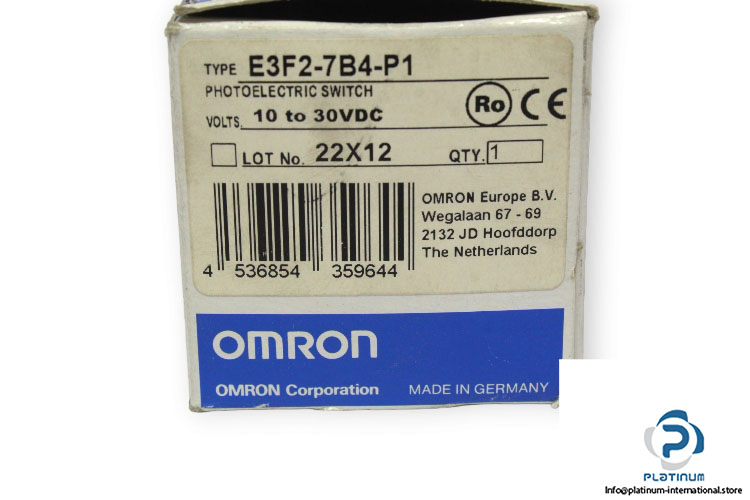 TYPE E3F2-7B4-P1
PHOTOELECTRIC SWITCH
VOLTS. 10 to 30VDC
Ro CE
LOT No. 22X12 QTY. 1
OMRON Europe B.V.
Wegalaan 67 - 69
2132 JD Hoofddorp
The Netherlands
4 536854 359644
OMRON
OMRON Corporation MADE IN GERMANY
PLATINUM
Info@platinum-international.store